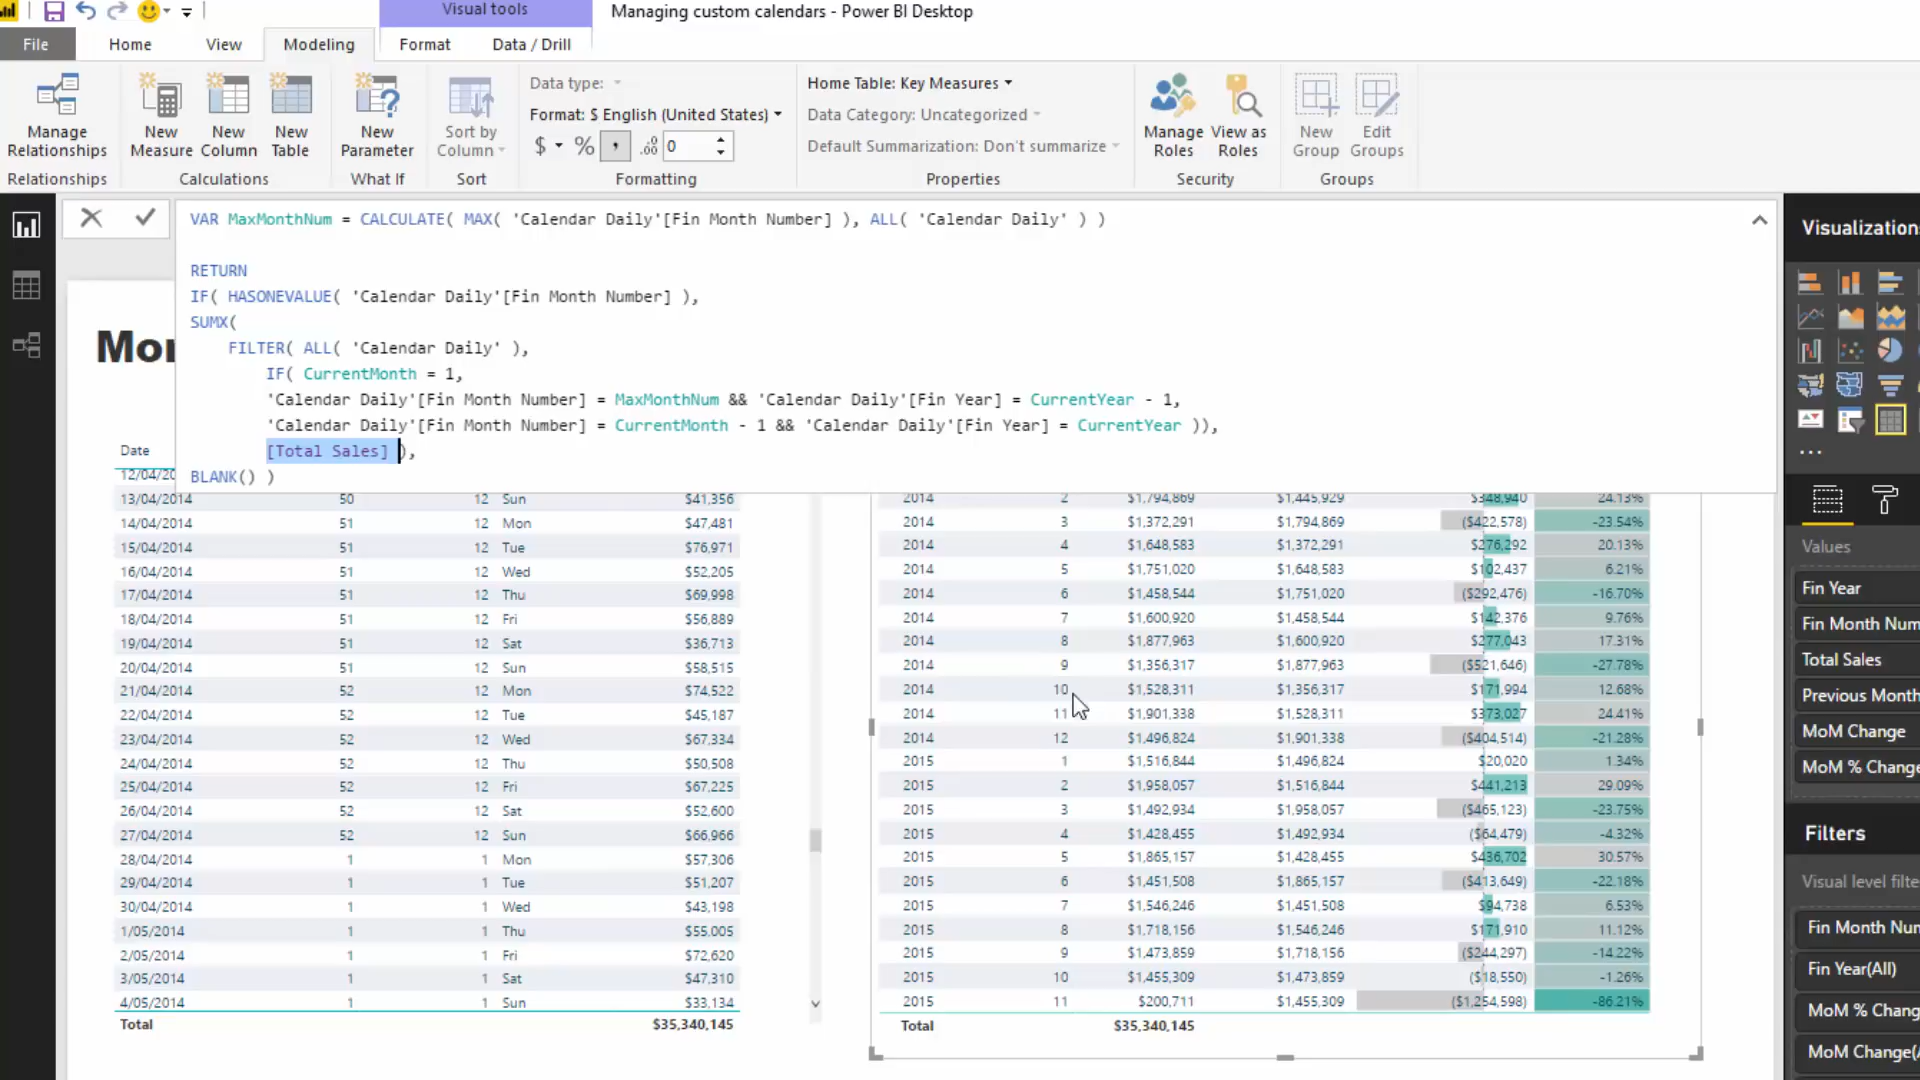 Visual tools
Managing custom calendars - Power BI Desktop
File Home View Modeling Format Data / Drill
Manage Relationships
New Measure
New Column
New Table
New Parameter
Sort by Column
Data type:
Format: $ English (United States)
$ % , .00 0
Home Table: Key Measures
Data Category: Uncategorized
Default Summarization: Don't summarize
Manage Roles
View as Roles
New Group
Edit Groups
Relationships Calculations What If Sort Formatting Properties Security Groups
VAR MaxMonthNum = CALCULATE( MAX( 'Calendar Daily'[Fin Month Number] ), ALL( 'Calendar Daily' ) )
RETURN
IF( HASONEVALUE( 'Calendar Daily'[Fin Month Number] ),
SUMX(
FILTER( ALL( 'Calendar Daily' ),
IF( CurrentMonth = 1,
'Calendar Daily'[Fin Month Number] = MaxMonthNum && 'Calendar Daily'[Fin Year] = CurrentYear - 1,
'Calendar Daily'[Fin Month Number] = CurrentMonth - 1 && 'Calendar Daily'[Fin Year] = CurrentYear )),
[Total Sales] ),
BLANK() )
Mon
Date
12/04/20
13/04/2014 50 12 Sun $41,356
14/04/2014 51 12 Mon $47,481
15/04/2014 51 12 Tue $76,971
16/04/2014 51 12 Wed $52,205
17/04/2014 51 12 Thu $69,998
18/04/2014 51 12 Fri $56,889
19/04/2014 51 12 Sat $36,713
20/04/2014 51 12 Sun $58,515
21/04/2014 52 12 Mon $74,522
22/04/2014 52 12 Tue $45,187
23/04/2014 52 12 Wed $67,334
24/04/2014 52 12 Thu $50,508
25/04/2014 52 12 Fri $67,225
26/04/2014 52 12 Sat $52,600
27/04/2014 52 12 Sun $66,966
28/04/2014 1 1 Mon $57,306
29/04/2014 1 1 Tue $51,207
30/04/2014 1 1 Wed $43,198
1/05/2014 1 1 Thu $55,005
2/05/2014 1 1 Fri $72,620
3/05/2014 1 1 Sat $47,310
4/05/2014 1 1 Sun $33,134
Total $35,340,145
2014 2 $1,794,869 $1,445,929 $348,940 24.13%
2014 3 $1,372,291 $1,794,869 ($422,578) -23.54%
2014 4 $1,648,583 $1,372,291 $276,292 20.13%
2014 5 $1,751,020 $1,648,583 $102,437 6.21%
2014 6 $1,458,544 $1,751,020 ($292,476) -16.70%
2014 7 $1,600,920 $1,458,544 $142,376 9.76%
2014 8 $1,877,963 $1,600,920 $277,043 17.31%
2014 9 $1,356,317 $1,877,963 ($521,646) -27.78%
2014 10 $1,528,311 $1,356,317 $171,994 12.68%
2014 11 $1,901,338 $1,528,311 $373,027 24.41%
2014 12 $1,496,824 $1,901,338 ($404,514) -21.28%
2015 1 $1,516,844 $1,496,824 $20,020 1.34%
2015 2 $1,958,057 $1,516,844 $441,213 29.09%
2015 3 $1,492,934 $1,958,057 ($465,123) -23.75%
2015 4 $1,428,455 $1,492,934 ($64,479) -4.32%
2015 5 $1,865,157 $1,428,455 $436,702 30.57%
2015 6 $1,451,508 $1,865,157 ($413,649) -22.18%
2015 7 $1,546,246 $1,451,508 $94,738 6.53%
2015 8 $1,718,156 $1,546,246 $171,910 11.12%
2015 9 $1,473,859 $1,718,156 ($244,297) -14.22%
2015 10 $1,455,309 $1,473,859 ($18,550) -1.26%
2015 11 $200,711 $1,455,309 ($1,254,598) -86.21%
Total $35,340,145
Visualizations
Values
Fin Year
Fin Month Num
Total Sales
Previous Month
MoM Change
MoM % Change
Filters
Visual level filte
Fin Month Num
Fin Year(All)
MoM % Chang
MoM Change(A